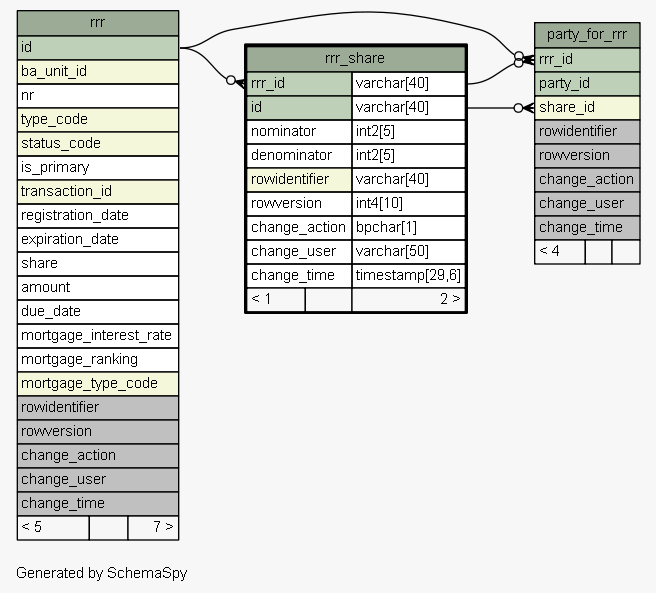 rrr
id
ba_unit_id
nr
type_code
status_code
is_primary
transaction_id
registration_date
expiration_date
share
amount
due_date
mortgage_interest_rate
mortgage_ranking
mortgage_type_code
rowidentifier
rowversion
change_action
change_user
change_time
< 5 7 >
rrr_share
rrr_id varchar[40]
id varchar[40]
nominator int2[5]
denominator int2[5]
rowidentifier varchar[40]
rowversion int4[10]
change_action bpchar[1]
change_user varchar[50]
change_time timestamp[29,6]
< 1 2 >
party_for_rrr
rrr_id
party_id
share_id
rowidentifier
rowversion
change_action
change_user
change_time
< 4
Generated by SchemaSpy